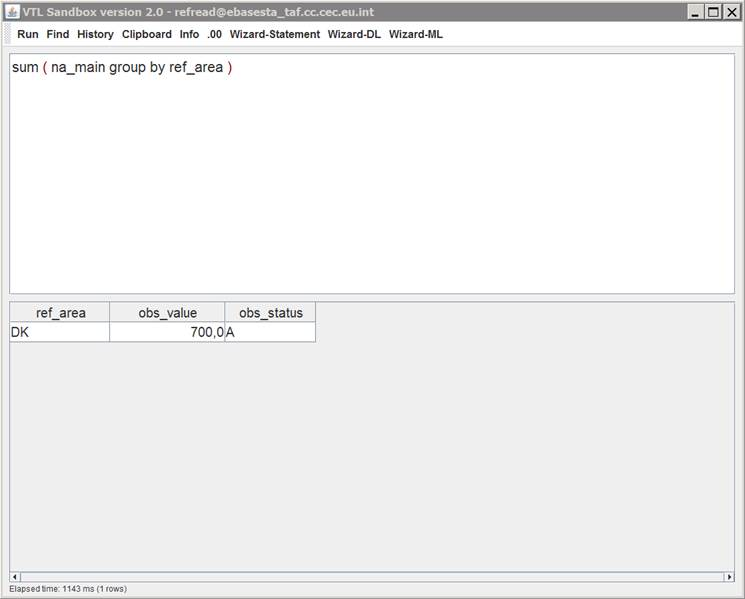 VTL Sandbox version 2.0 - refread@ebasesta_taf.cc.cec.eu.int
Run Find History Clipboard Info .00 Wizard-Statement Wizard-DL Wizard-ML
sum ( na_main group by ref_area )
ref_area obs_value obs_status
DK 700,0 A
Elapsed time: 1143 ms (1 rows)